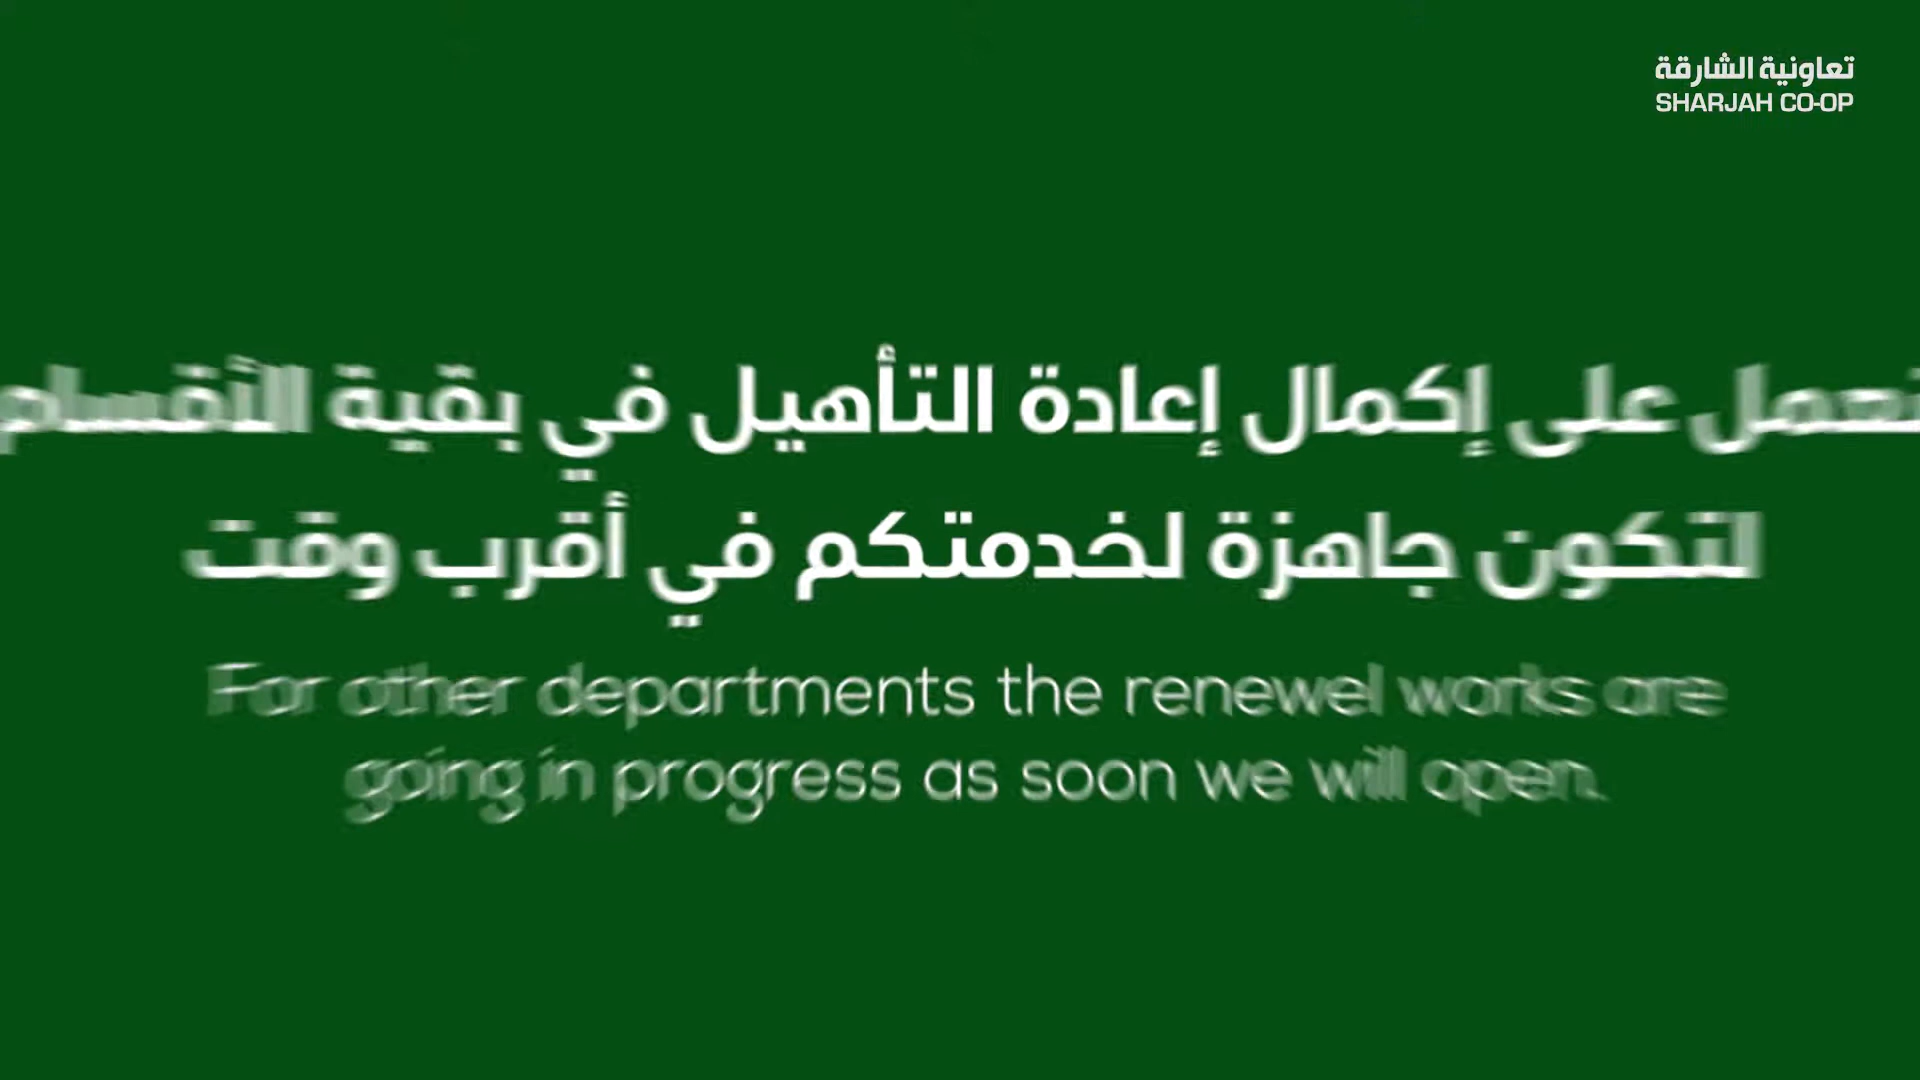 تعاونية الشارقة
SHARJAH CO-OP
نعمل على إكمال إعادة التأهيل في بقية الأقسام
لتكون جاهزة لخدمتكم في أقرب وقت
For other departments the renewel works are
going in progress as soon we will open.